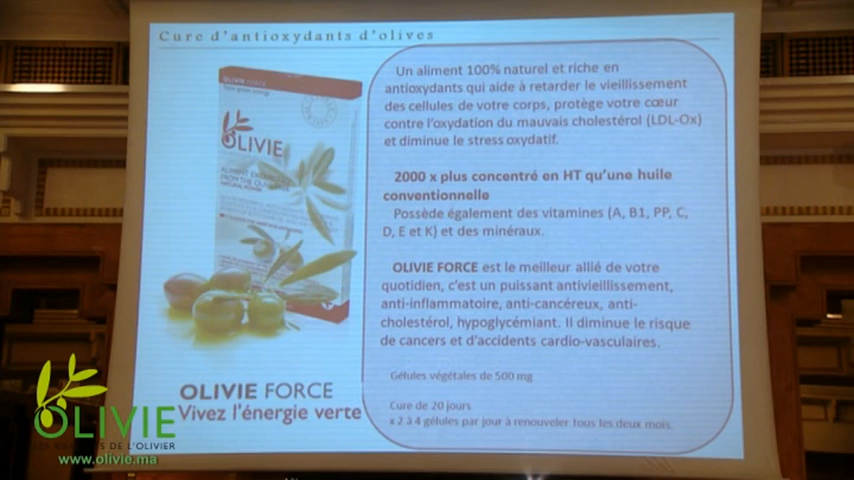 Cure d'antioxydants d'olives
Un aliment 100% naturel et riche en
antioxydants qui aide à retarder le vieillissement
des cellules de votre corps, protège votre cœur
contre l'oxydation du mauvais cholestérol (LDL-Ox)
et diminue le stress oxydatif.
2000 x plus concentré en HT qu'une huile
conventionnelle
Possède également des vitamines (A, B1, PP, C,
D, E et K) et des minéraux.
OLIVIE FORCE est le meilleur allié de votre
quotidien, c'est un puissant antivieillissement,
anti-inflammatoire, anti-cancéreux, anti-
cholestérol, hypoglycémiant. Il diminue le risque
de cancers et d'accidents cardio-vasculaires.
Gélules végétales de 500 mg
Cure de 20 jours
x 2 à 4 gélules par jour à renouveler tous les deux mois.
OLIVIE FORCE
OLIVIE
OLIVIE FORCE
Vivez l'énergie verte
OLIVIE
DE L'OLIVIER
www.olivie.ma